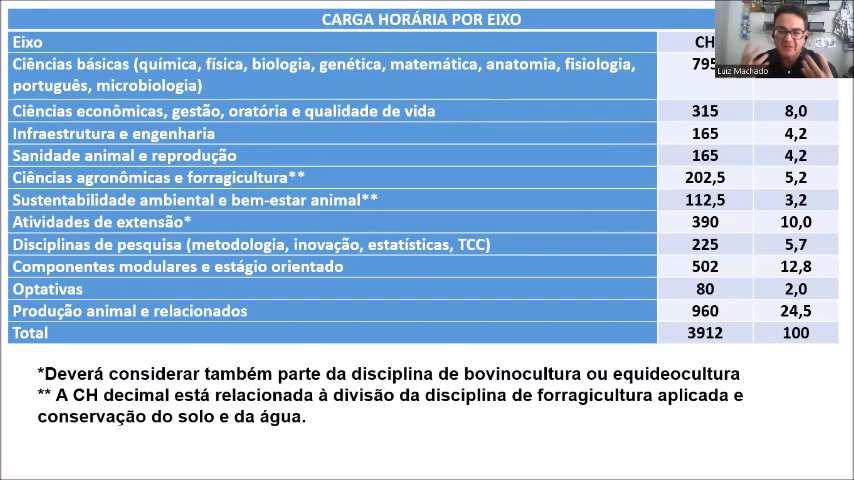 CARGA HORÁRIA POR EIXO
Eixo CH
Ciências básicas (química, física, biologia, genética, matemática, anatomia, fisiologia, 795
português, microbiologia)
Ciências econômicas, gestão, oratória e qualidade de vida 315 8,0
Infraestrutura e engenharia 165 4,2
Sanidade animal e reprodução 165 4,2
Ciências agronômicas e forragicultura** 202,5 5,2
Sustentabilidade ambiental e bem-estar animal** 112,5 3,2
Atividades de extensão* 390 10,0
Disciplinas de pesquisa (metodologia, inovação, estatísticas, TCC) 225 5,7
Componentes modulares e estágio orientado 502 12,8
Optativas 80 2,0
Produção animal e relacionados 960 24,5
Total 3912 100
*Deverá considerar também parte da disciplina de bovinocultura ou equideocultura
** A CH decimal está relacionada à divisão da disciplina de forragicultura aplicada e
conservação do solo e da água.
Luiz Machado